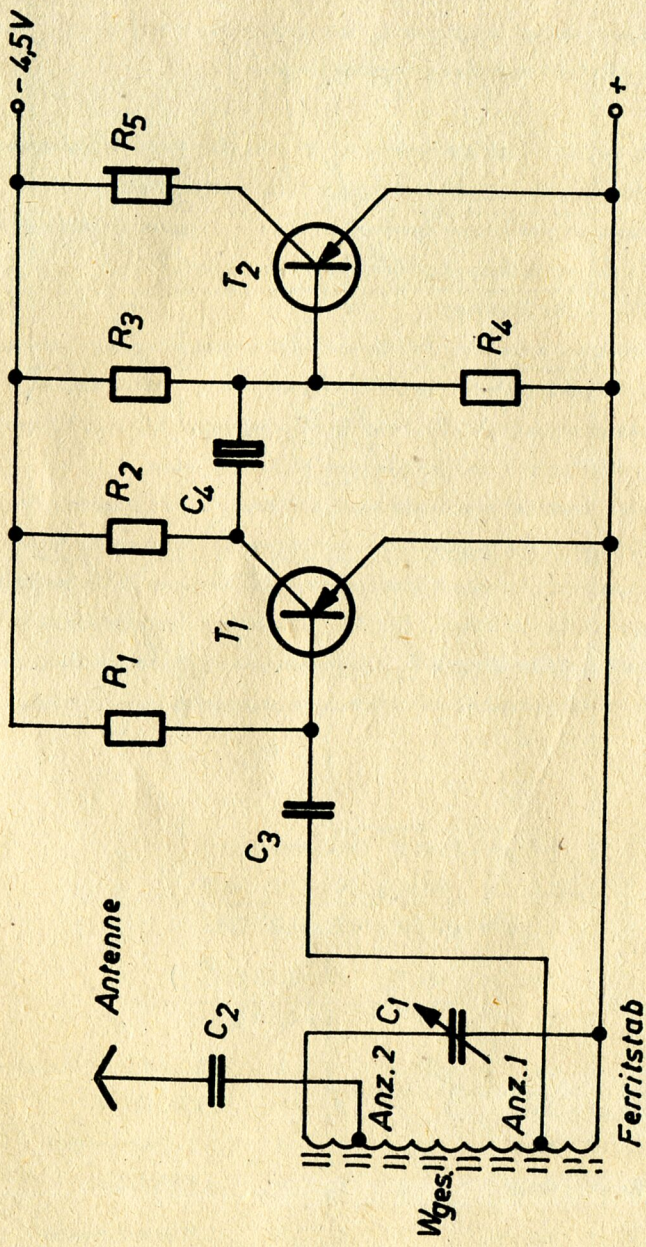 Antenne
C2
C1
Anz.2
Anz.1
Wges.
Ferritstab
C3
R1
T1
R2
C4
R3
T2
R4
R5
- 4,5V
+